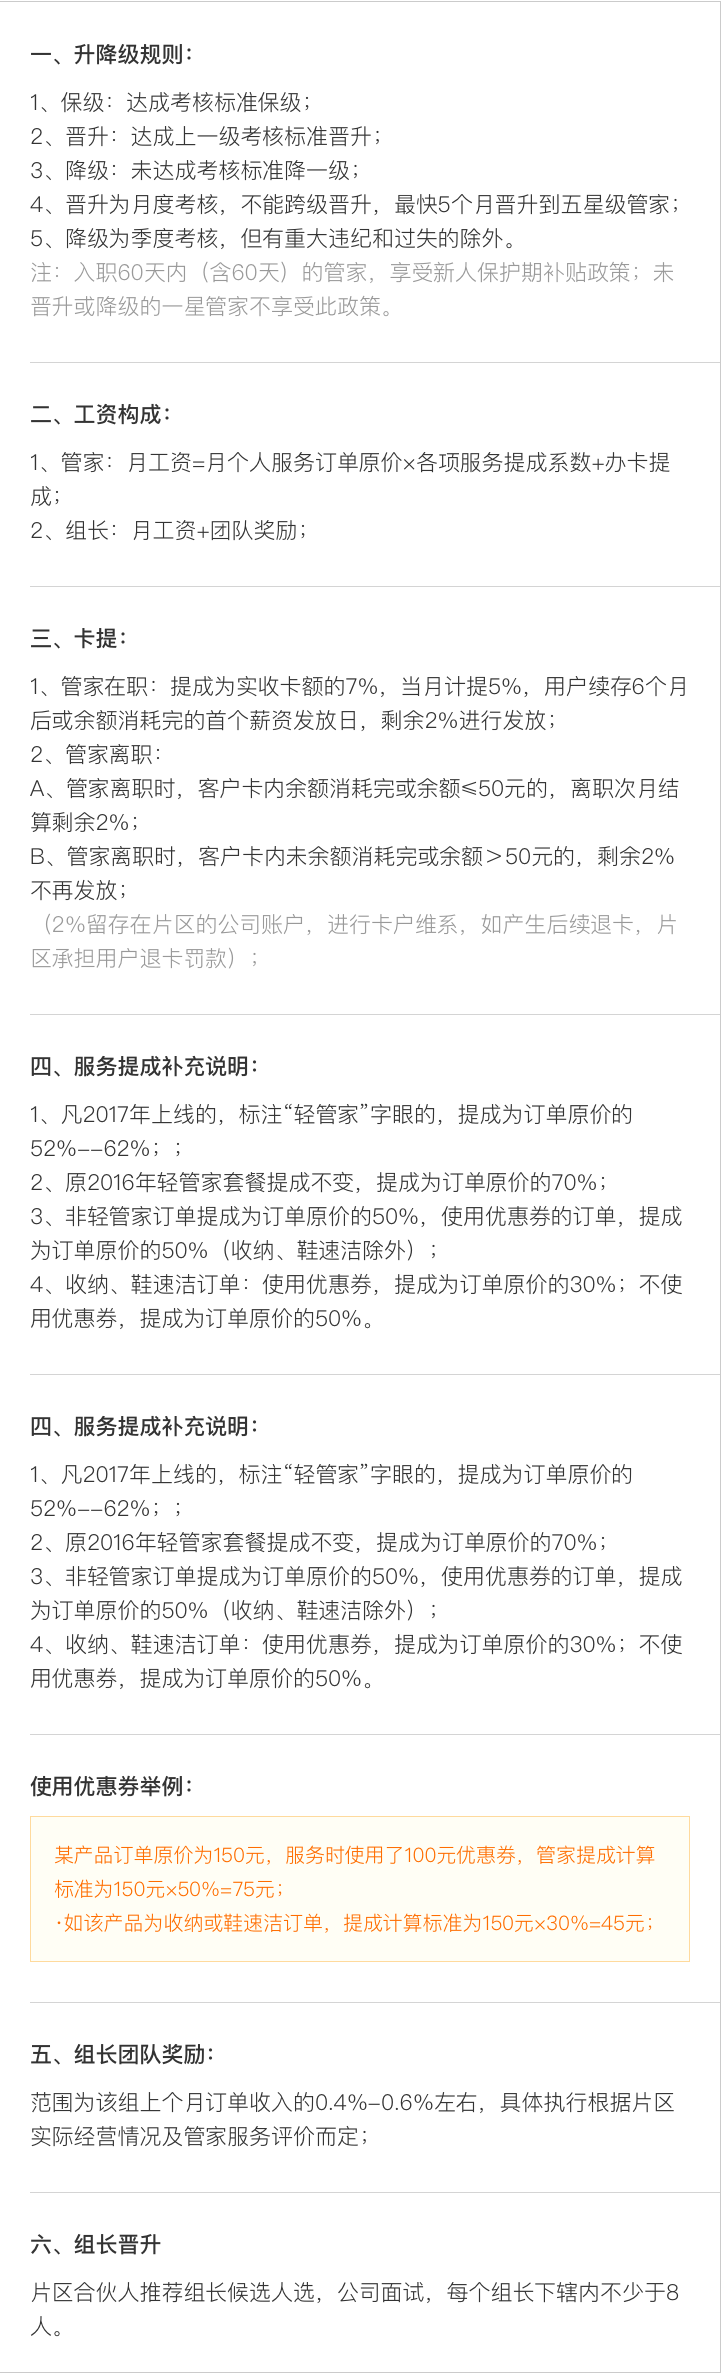 一、升降级规则：
1、保级：达成考核标准保级；
2、晋升：达成上一级考核标准晋升；
3、降级：未达成考核标准降一级；
4、晋升为月度考核，不能跨级晋升，最快5个月晋升到五星级管家；
5、降级为季度考核，但有重大违纪和过失的除外。
注：入职60天内（含60天）的管家，享受新人保护期补贴政策；未
晋升或降级的一星管家不享受此政策。
二、工资构成：
1、管家：月工资=月个人服务订单原价×各项服务提成系数+办卡提
成；
2、组长：月工资+团队奖励；
三、卡提：
1、管家在职：提成为实收卡额的7%，当月计提5%，用户续存6个月
后或余额消耗完的首个薪资发放日，剩余2%进行发放；
2、管家离职：
A、管家离职时，客户卡内余额消耗完或余额≤50元的，离职次月结
算剩余2%；
B、管家离职时，客户卡内未余额消耗完或余额＞50元的，剩余2%
不再发放；
（2%留存在片区的公司账户，进行卡户维系，如产生后续退卡，片
区承担用户退卡罚款）；
四、服务提成补充说明：
1、凡2017年上线的，标注“轻管家”字眼的，提成为订单原价的
52%--62%；；
2、原2016年轻管家套餐提成不变，提成为订单原价的70%；
3、非轻管家订单提成为订单原价的50%，使用优惠券的订单，提成
为订单原价的50%（收纳、鞋速洁除外）；
4、收纳、鞋速洁订单：使用优惠券，提成为订单原价的30%；不使
用优惠券，提成为订单原价的50%。
四、服务提成补充说明：
1、凡2017年上线的，标注“轻管家”字眼的，提成为订单原价的
52%--62%；；
2、原2016年轻管家套餐提成不变，提成为订单原价的70%；
3、非轻管家订单提成为订单原价的50%，使用优惠券的订单，提成
为订单原价的50%（收纳、鞋速洁除外）；
4、收纳、鞋速洁订单：使用优惠券，提成为订单原价的30%；不使
用优惠券，提成为订单原价的50%。
使用优惠券举例：
某产品订单原价为150元，服务时使用了100元优惠券，管家提成计算
标准为150元×50%=75元；
·如该产品为收纳或鞋速洁订单，提成计算标准为150元×30%=45元；
五、组长团队奖励：
范围为该组上个月订单收入的0.4%-0.6%左右，具体执行根据片区
实际经营情况及管家服务评价而定；
六、组长晋升
片区合伙人推荐组长候选人选，公司面试，每个组长下辖内不少于8
人。